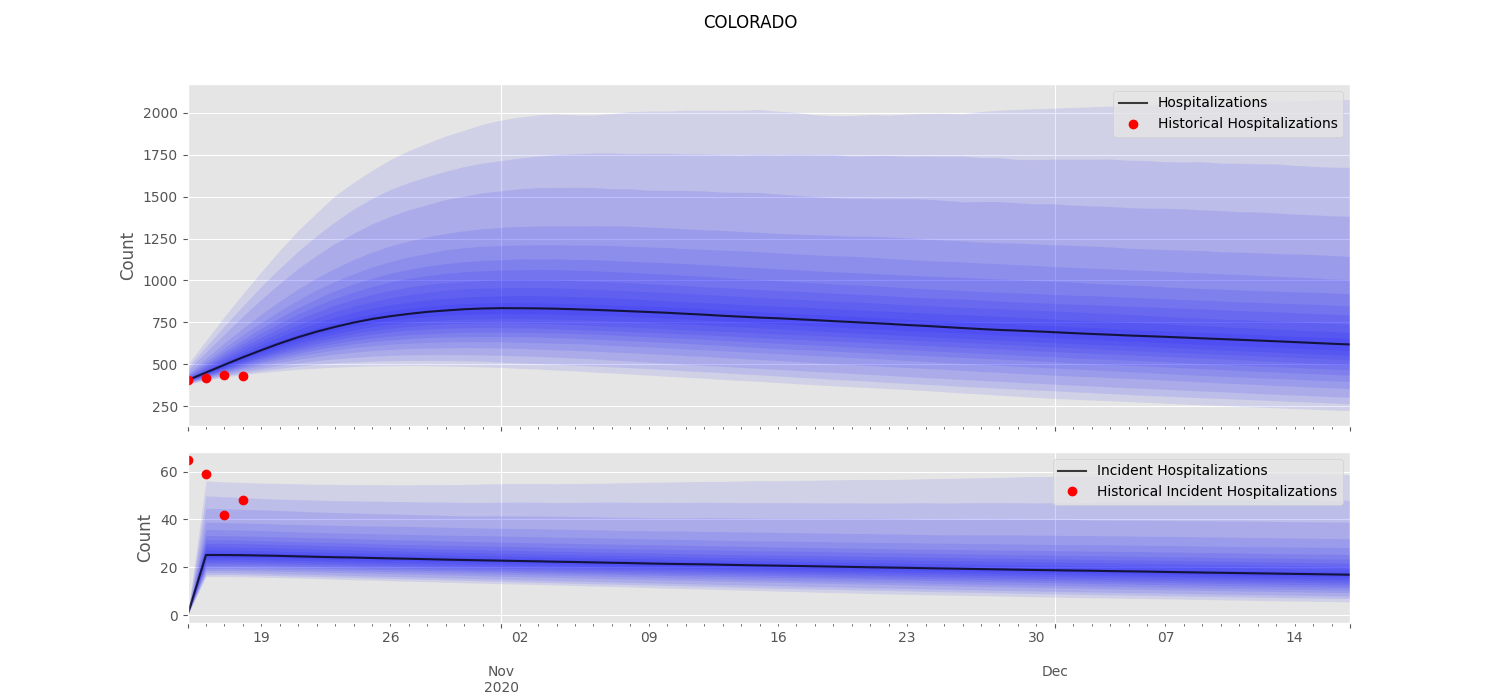 COLORADO
Hospitalizations
Historical Hospitalizations
Count
2000
1750
1500
1250
1000
750
500
250
Incident Hospitalizations
Historical Incident Hospitalizations
Count
60
40
20
0
19 26 02 09 16 23 30 07 14
Nov Dec
2020